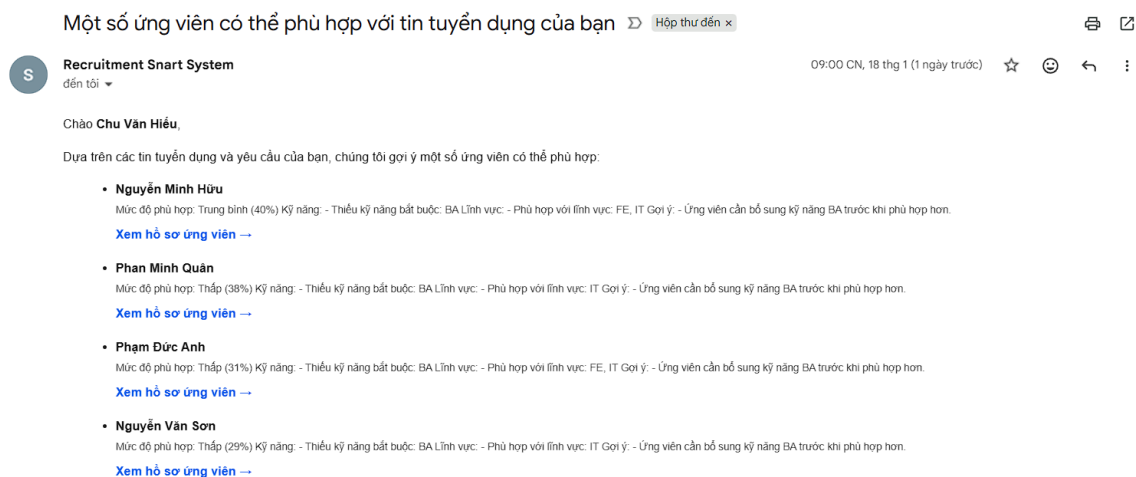 Một số ứng viên có thể phù hợp với tin tuyển dụng của bạn Hộp thư đến ×
S
Recruitment Snart System 09:00 CN, 18 thg 1 (1 ngày trước)
đến tôi
Chào Chu Văn Hiếu,
Dựa trên các tin tuyển dụng và yêu cầu của bạn, chúng tôi gợi ý một số ứng viên có thể phù hợp:
• Nguyễn Minh Hữu
Mức độ phù hợp: Trung bình (40%) Kỹ năng: - Thiếu kỹ năng bắt buộc: BA Lĩnh vực: - Phù hợp với lĩnh vực: FE, IT Gợi ý: - Ứng viên cần bổ sung kỹ năng BA trước khi phù hợp hơn.
Xem hồ sơ ứng viên →
• Phan Minh Quân
Mức độ phù hợp: Thấp (38%) Kỹ năng: - Thiếu kỹ năng bắt buộc: BA Lĩnh vực: - Phù hợp với lĩnh vực: IT Gợi ý: - Ứng viên cần bổ sung kỹ năng BA trước khi phù hợp hơn.
Xem hồ sơ ứng viên →
• Phạm Đức Anh
Mức độ phù hợp: Thấp (31%) Kỹ năng: - Thiếu kỹ năng bắt buộc: BA Lĩnh vực: - Phù hợp với lĩnh vực: FE, IT Gợi ý: - Ứng viên cần bổ sung kỹ năng BA trước khi phù hợp hơn.
Xem hồ sơ ứng viên →
• Nguyễn Văn Sơn
Mức độ phù hợp: Thấp (29%) Kỹ năng: - Thiếu kỹ năng bắt buộc: BA Lĩnh vực: - Phù hợp với lĩnh vực: IT Gợi ý: - Ứng viên cần bổ sung kỹ năng BA trước khi phù hợp hơn.
Xem hồ sơ ứng viên →